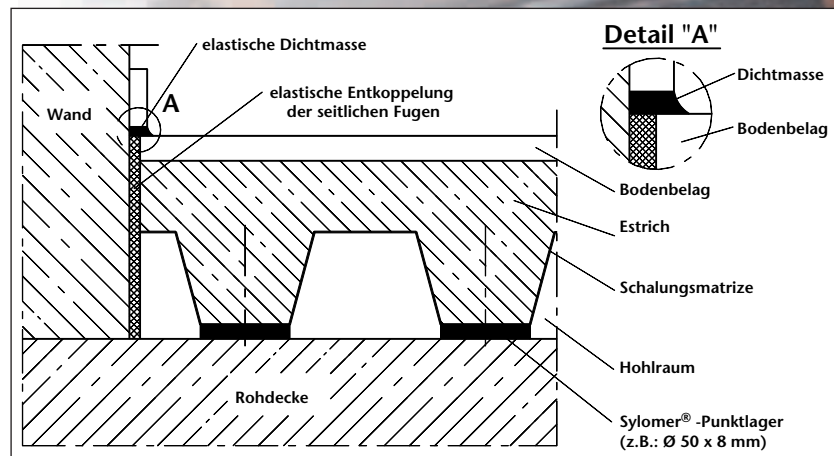 elastische Dichtmasse
Wand
A
elastische Entkoppelung
der seitlichen Fugen
Detail "A"
Dichtmasse
Bodenbelag
Bodenbelag
Estrich
Schalungsmatrize
Hohlraum
Rohdecke
Sylomer® -Punktlager
(z.B.: Ø 50 x 8 mm)